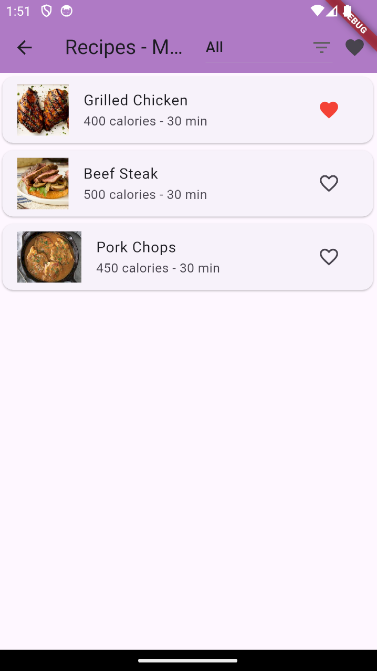 1:51
DEBUG
Recipes - M... All
Grilled Chicken
400 calories - 30 min
Beef Steak
500 calories - 30 min
Pork Chops
450 calories - 30 min